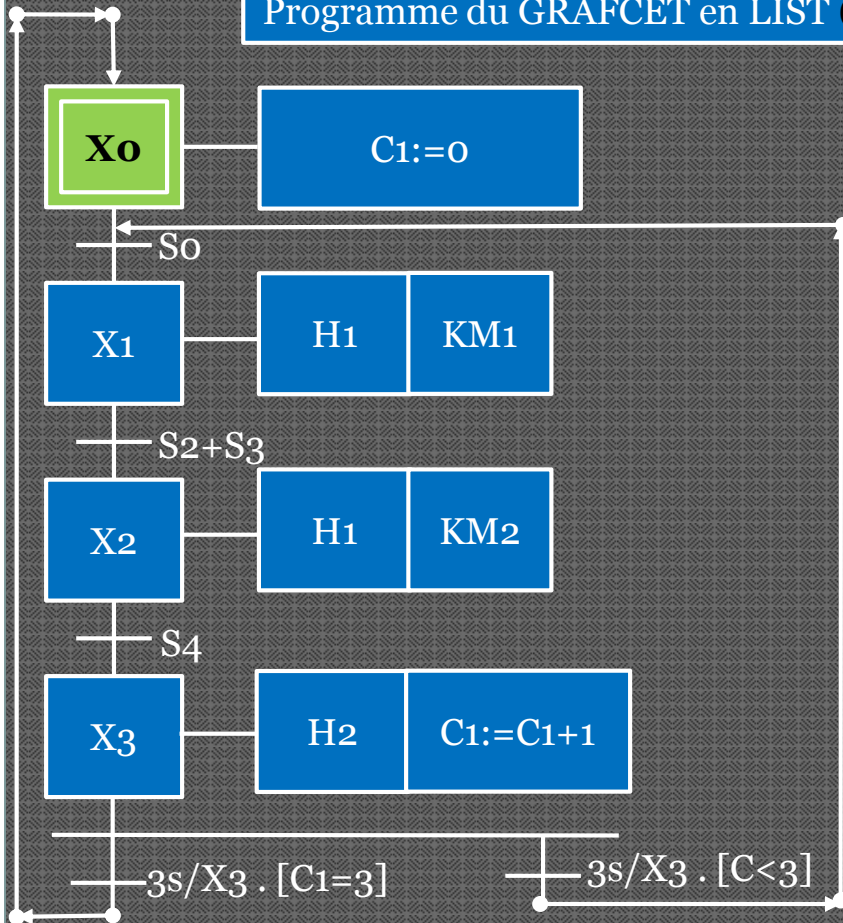 Programme du GRAFCET en LIST
X0
C1:=0
S0
X1
H1
KM1
S2+S3
X2
H1
KM2
S4
X3
H2
C1:=C1+1
3s/X3 . [C1=3]
3s/X3 . [C<3]